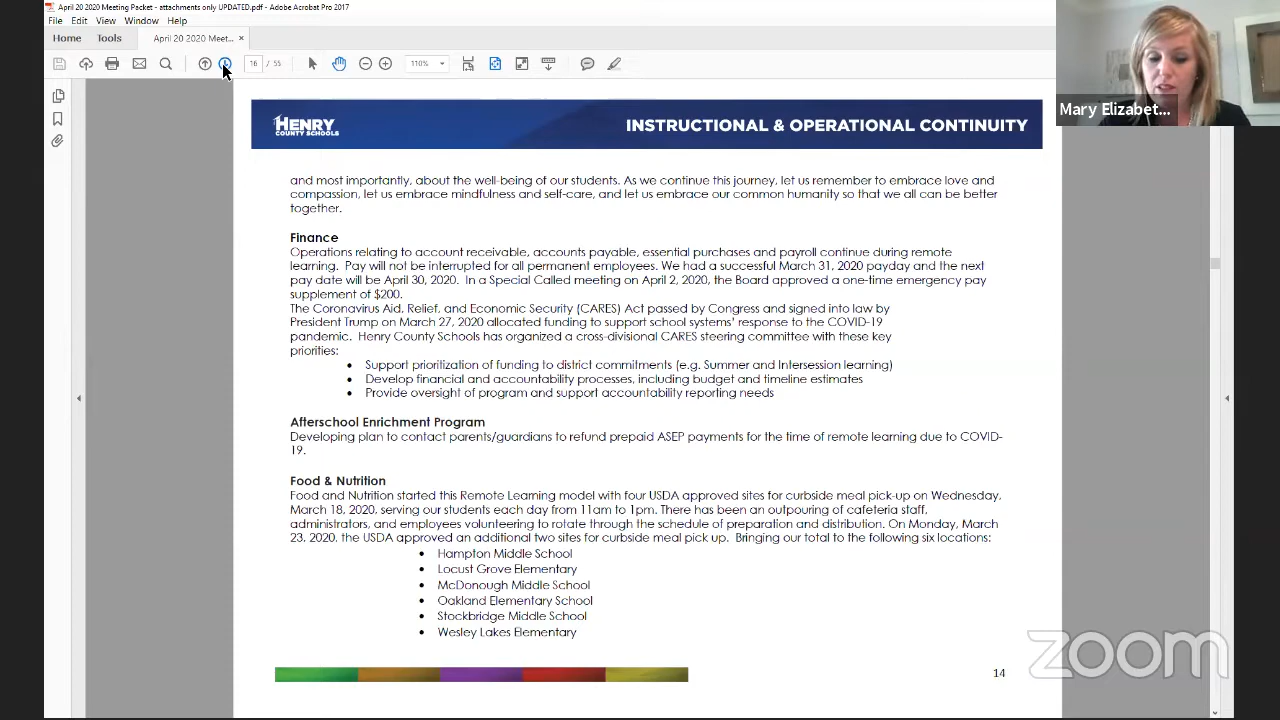 April 20 2020 Meeting Packet - attachments only UPDATED.pdf - Adobe Acrobat Pro 2017
File Edit View Window Help
Home Tools April 20 2020 Meet... ×
16 / 55 110%
Mary Elizabet...
HENRY
COUNTY SCHOOLS
INSTRUCTIONAL & OPERATIONAL CONTINUITY
and most importantly, about the well-being of our students. As we continue this journey, let us remember to embrace love and
compassion, let us embrace mindfulness and self-care, and let us embrace our common humanity so that we all can be better
together.
Finance
Operations relating to account receivable, accounts payable, essential purchases and payroll continue during remote
learning. Pay will not be interrupted for all permanent employees. We had a successful March 31, 2020 payday and the next
pay date will be April 30, 2020. In a Special Called meeting on April 2, 2020, the Board approved a one-time emergency pay
supplement of $200.
The Coronavirus Aid, Relief, and Economic Security (CARES) Act passed by Congress and signed into law by
President Trump on March 27, 2020 allocated funding to support school systems' response to the COVID-19
pandemic. Henry County Schools has organized a cross-divisional CARES steering committee with these key
priorities:
• Support prioritization of funding to district commitments (e.g. Summer and Intersession learning)
• Develop financial and accountability processes, including budget and timeline estimates
• Provide oversight of program and support accountability reporting needs
Afterschool Enrichment Program
Developing plan to contact parents/guardians to refund prepaid ASEP payments for the time of remote learning due to COVID-
19.
Food & Nutrition
Food and Nutrition started this Remote Learning model with four USDA approved sites for curbside meal pick-up on Wednesday,
March 18, 2020, serving our students each day from 11am to 1pm. There has been an outpouring of cafeteria staff,
administrators, and employees volunteering to rotate through the schedule of preparation and distribution. On Monday, March
23, 2020, the USDA approved an additional two sites for curbside meal pick up. Bringing our total to the following six locations:
• Hampton Middle School
• Locust Grove Elementary
• McDonough Middle School
• Oakland Elementary School
• Stockbridge Middle School
• Wesley Lakes Elementary
14
zoom